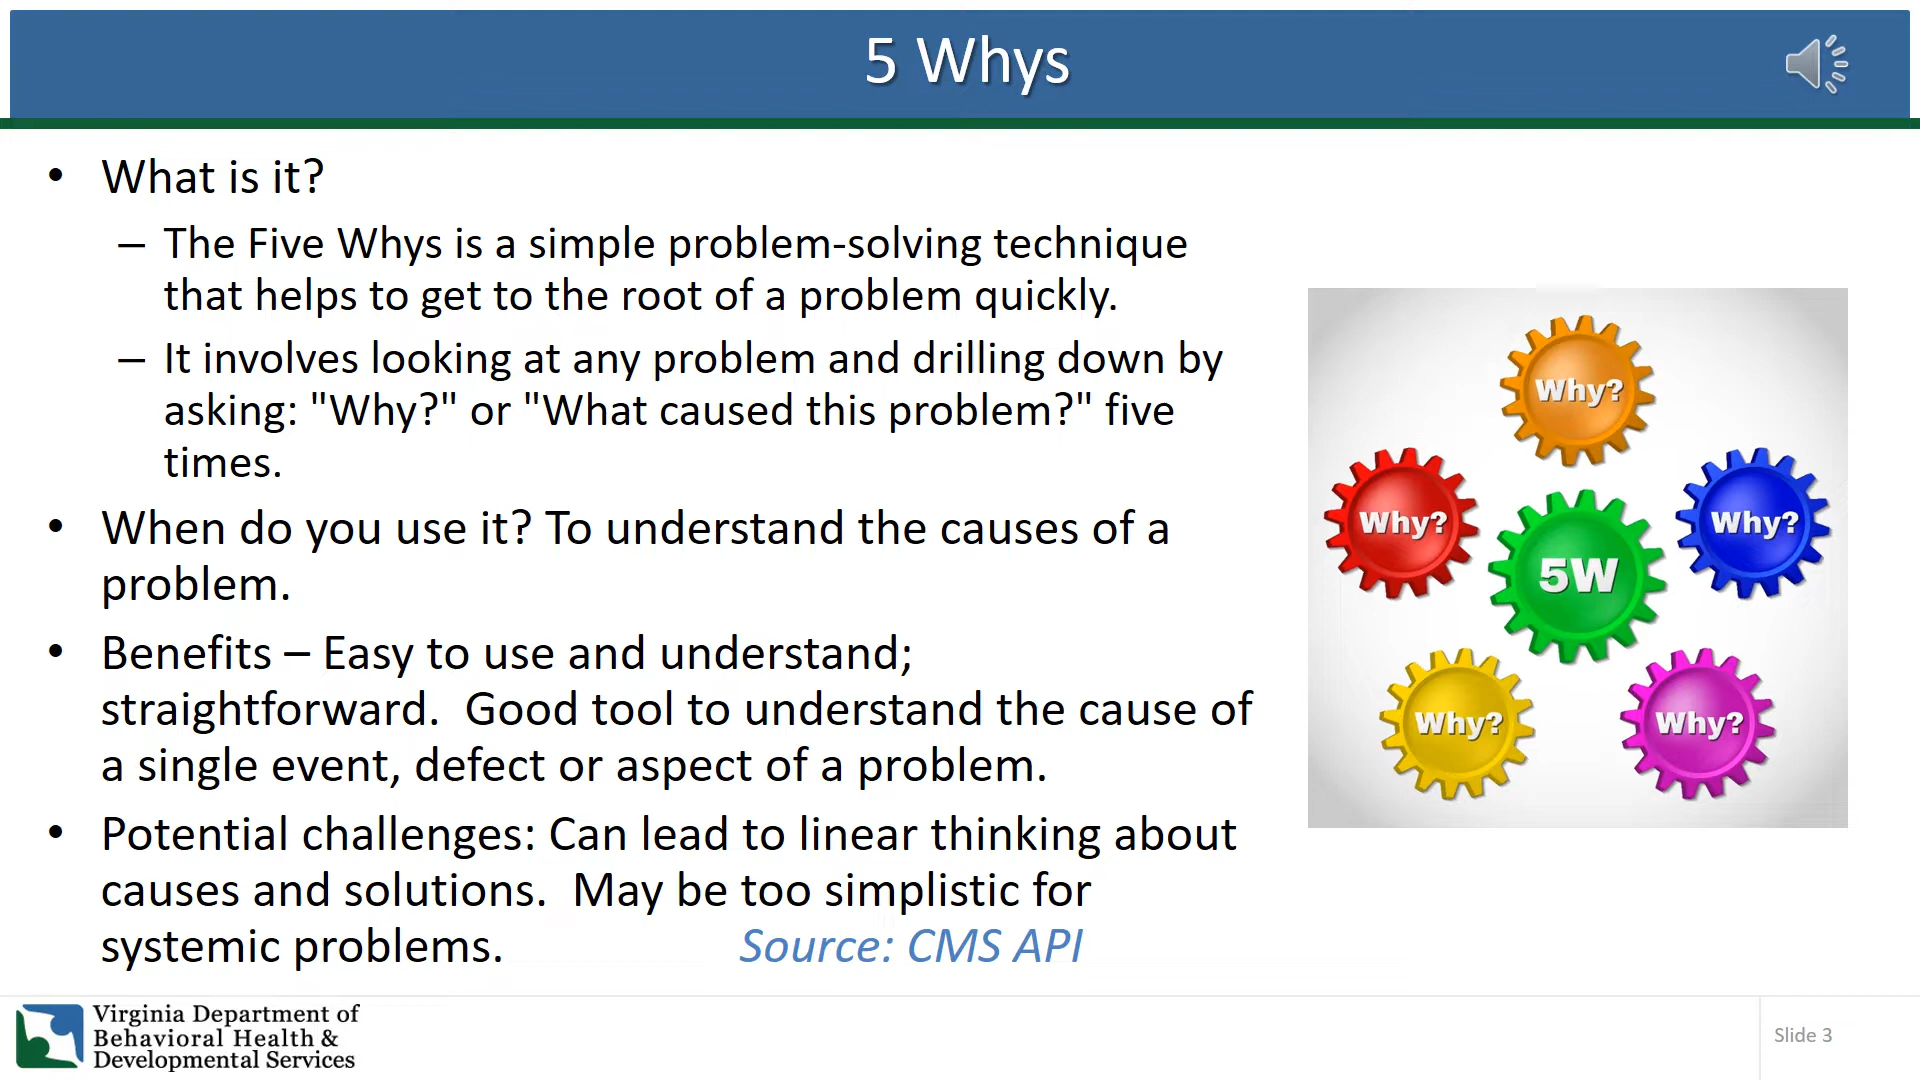 5 Whys
• What is it?
– The Five Whys is a simple problem-solving technique
that helps to get to the root of a problem quickly.
– It involves looking at any problem and drilling down by
asking: "Why?" or "What caused this problem?" five
times.
• When do you use it? To understand the causes of a
problem.
• Benefits – Easy to use and understand;
straightforward.  Good tool to understand the cause of
a single event, defect or aspect of a problem.
• Potential challenges: Can lead to linear thinking about
causes and solutions.  May be too simplistic for
systemic problems.
Source: CMS API
Why?
Why?
Why?
5W
Why?
Why?
Virginia Department of
Behavioral Health &
Developmental Services
Slide 3